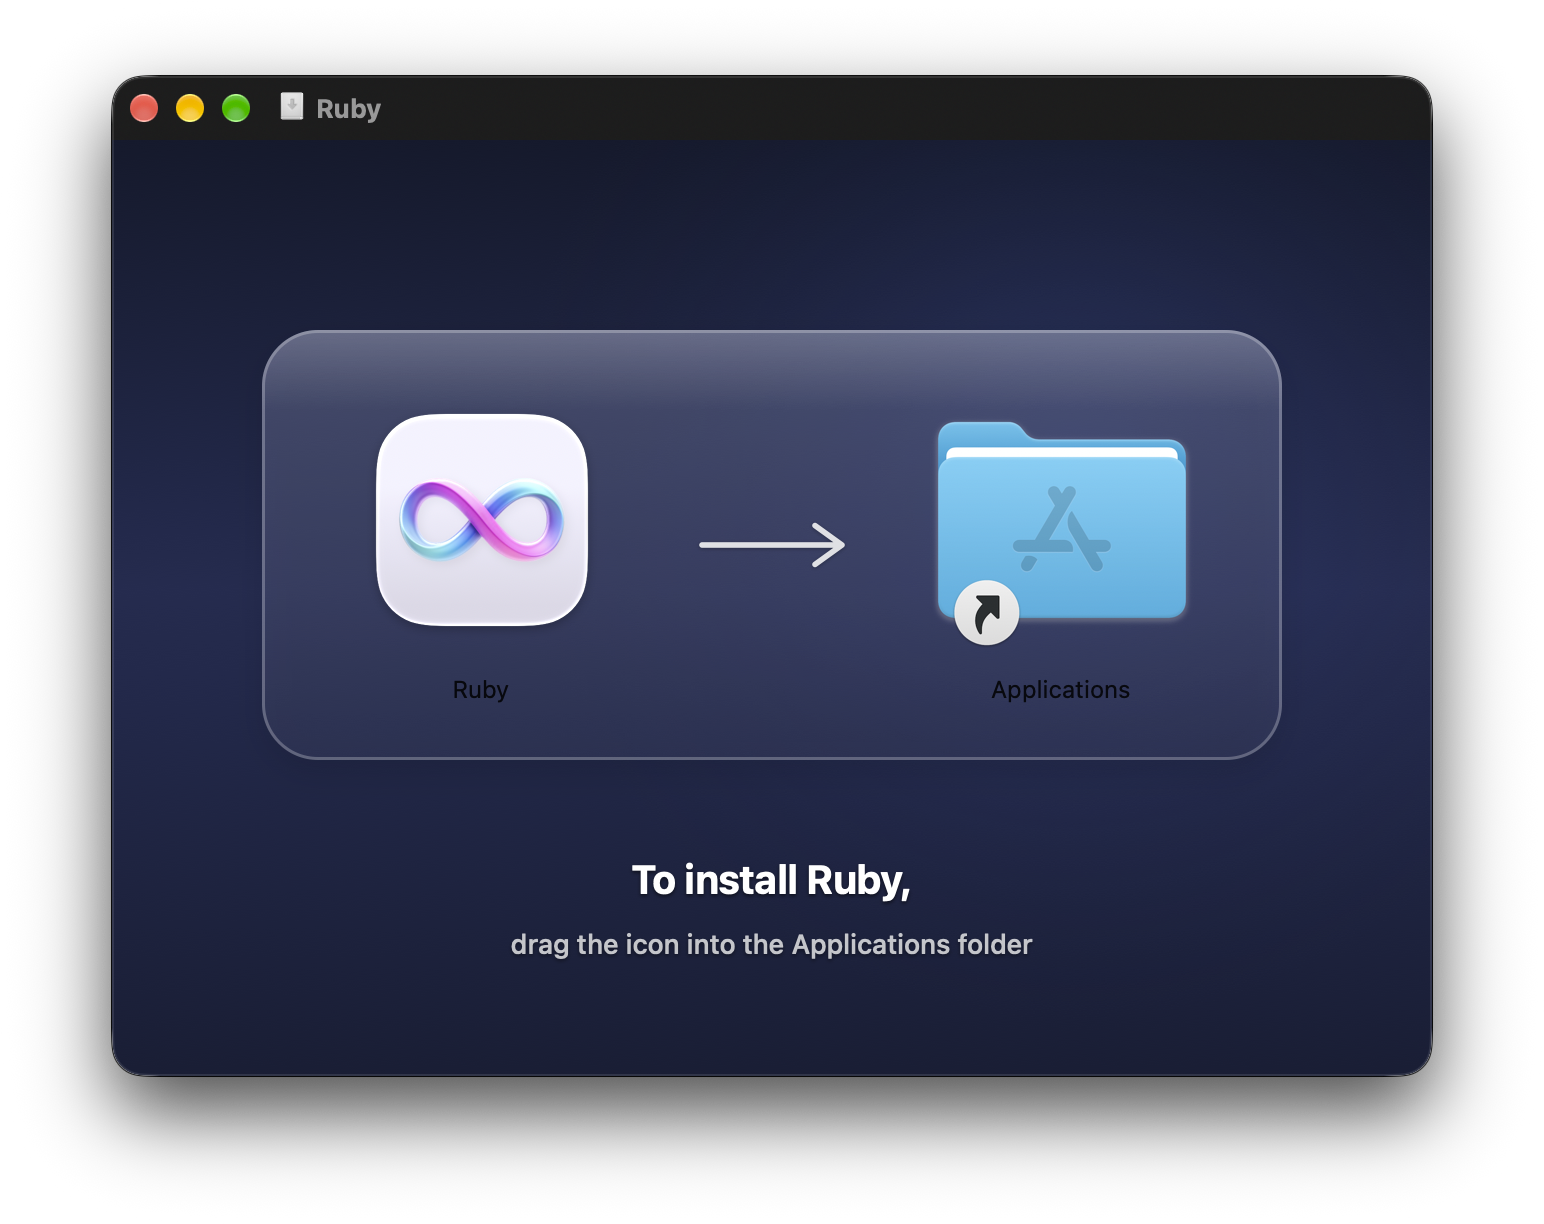 Ruby
Ruby
Applications
To install Ruby,
drag the icon into the Applications folder